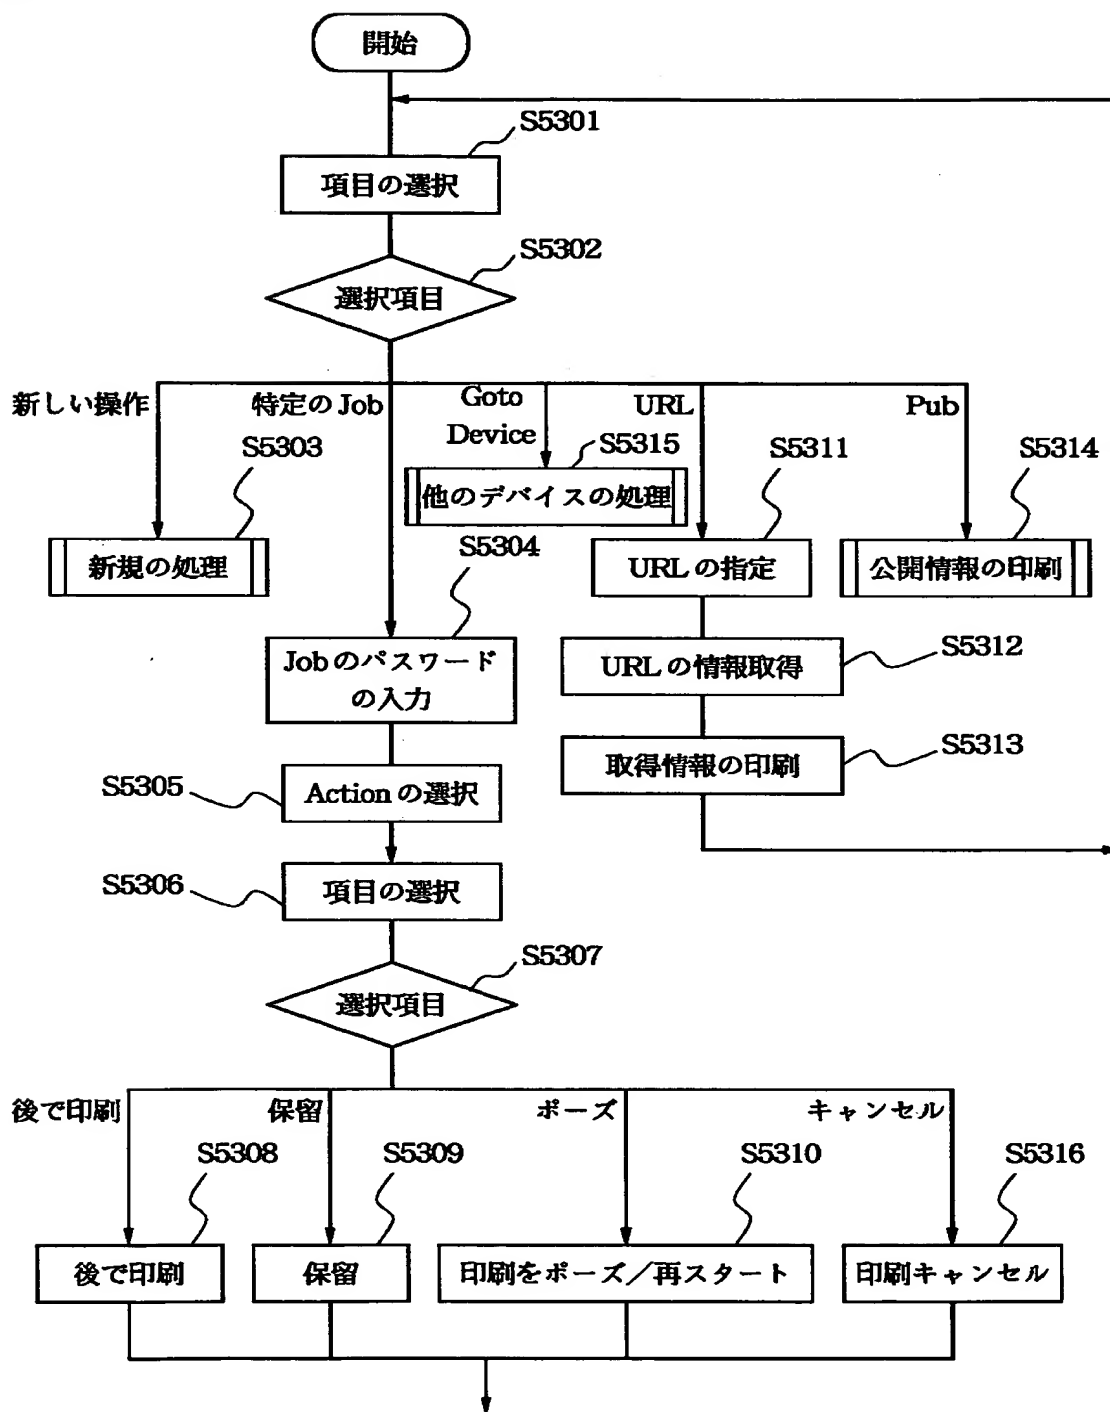 開始
S5301
項目の選択
S5302
選択項目
新しい操作
特定のJob
Goto
Device
URL
Pub
S5303
S5315
S5311
S5314
他のデバイスの処理
新規の処理
S5304
URLの指定
公開情報の印刷
Jobのパスワード
の入力
URLの情報取得
S5312
S5305
Actionの選択
取得情報の印刷
S5313
S5306
項目の選択
S5307
選択項目
後で印刷
保留
ポーズ
キャンセル
S5308
S5309
S5310
S5316
後で印刷
保留
印刷をポーズ/再スタート
印刷キャンセル